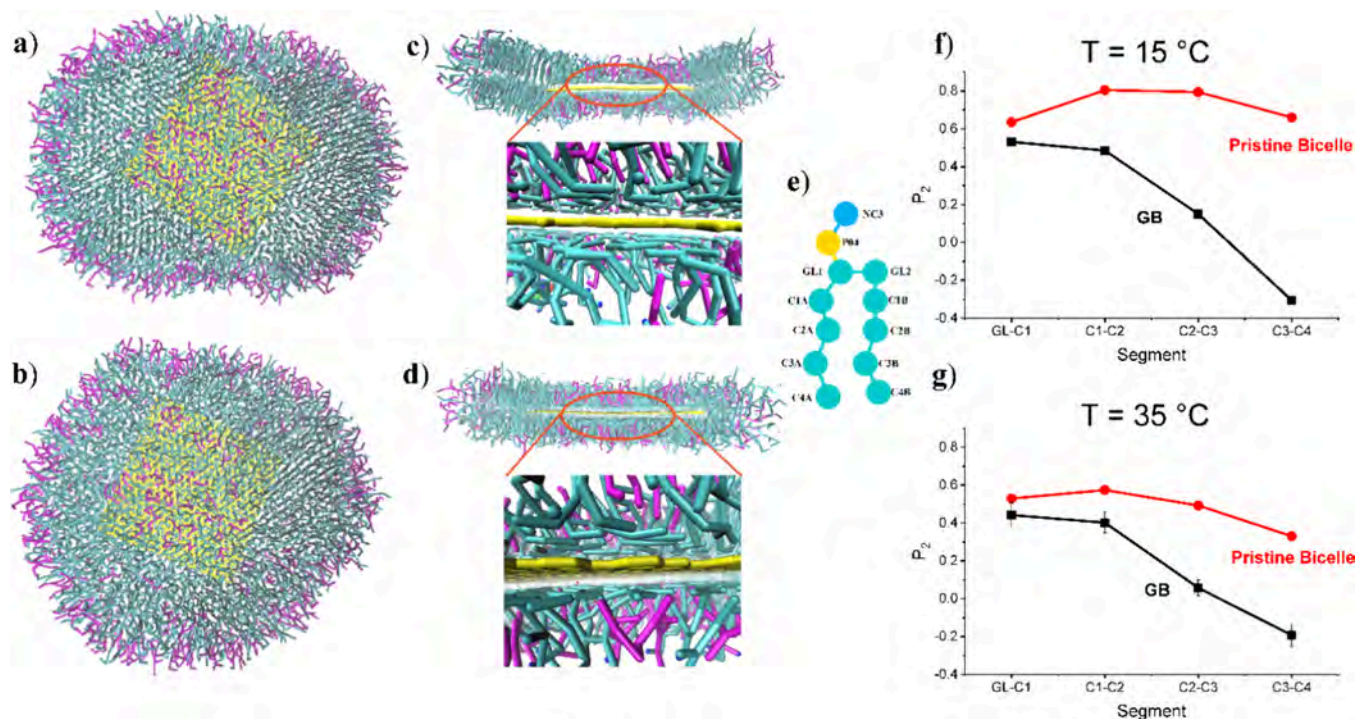 a)
b)
c)
d)
e)
NC3
PO4
GL1
GL2
C1A
C1B
C2A
C2B
C3A
C3B
C4A
C4B
f)
T = 15 °C
0.8
0.6
0.4
0.2
0.0
-0.2
-0.4
P2
Pristine Bicelle
GB
GL-C1
C1-C2
C2-C3
C3-C4
Segment
g)
T = 35 °C
0.8
0.6
0.4
0.2
0.0
-0.2
-0.4
P2
Pristine Bicelle
GB
GL-C1
C1-C2
C2-C3
C3-C4
Segment